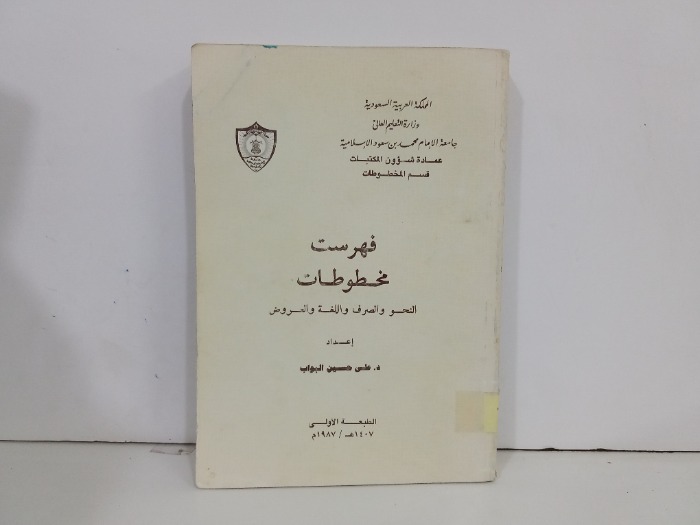 المملكة العربية السعودية
وزارة التعليم العالي
جامعة الإمام محمد بن سعود الإسلامية
عمادة شؤون المكتبات
قسم المخطوطات
فهرست
مخطوطات
النحو والصرف واللغة والعروض
إعداد
د. علي حسين البواب
الطبعة الأولى
١٤٠٧هـ / ١٩٨٧م